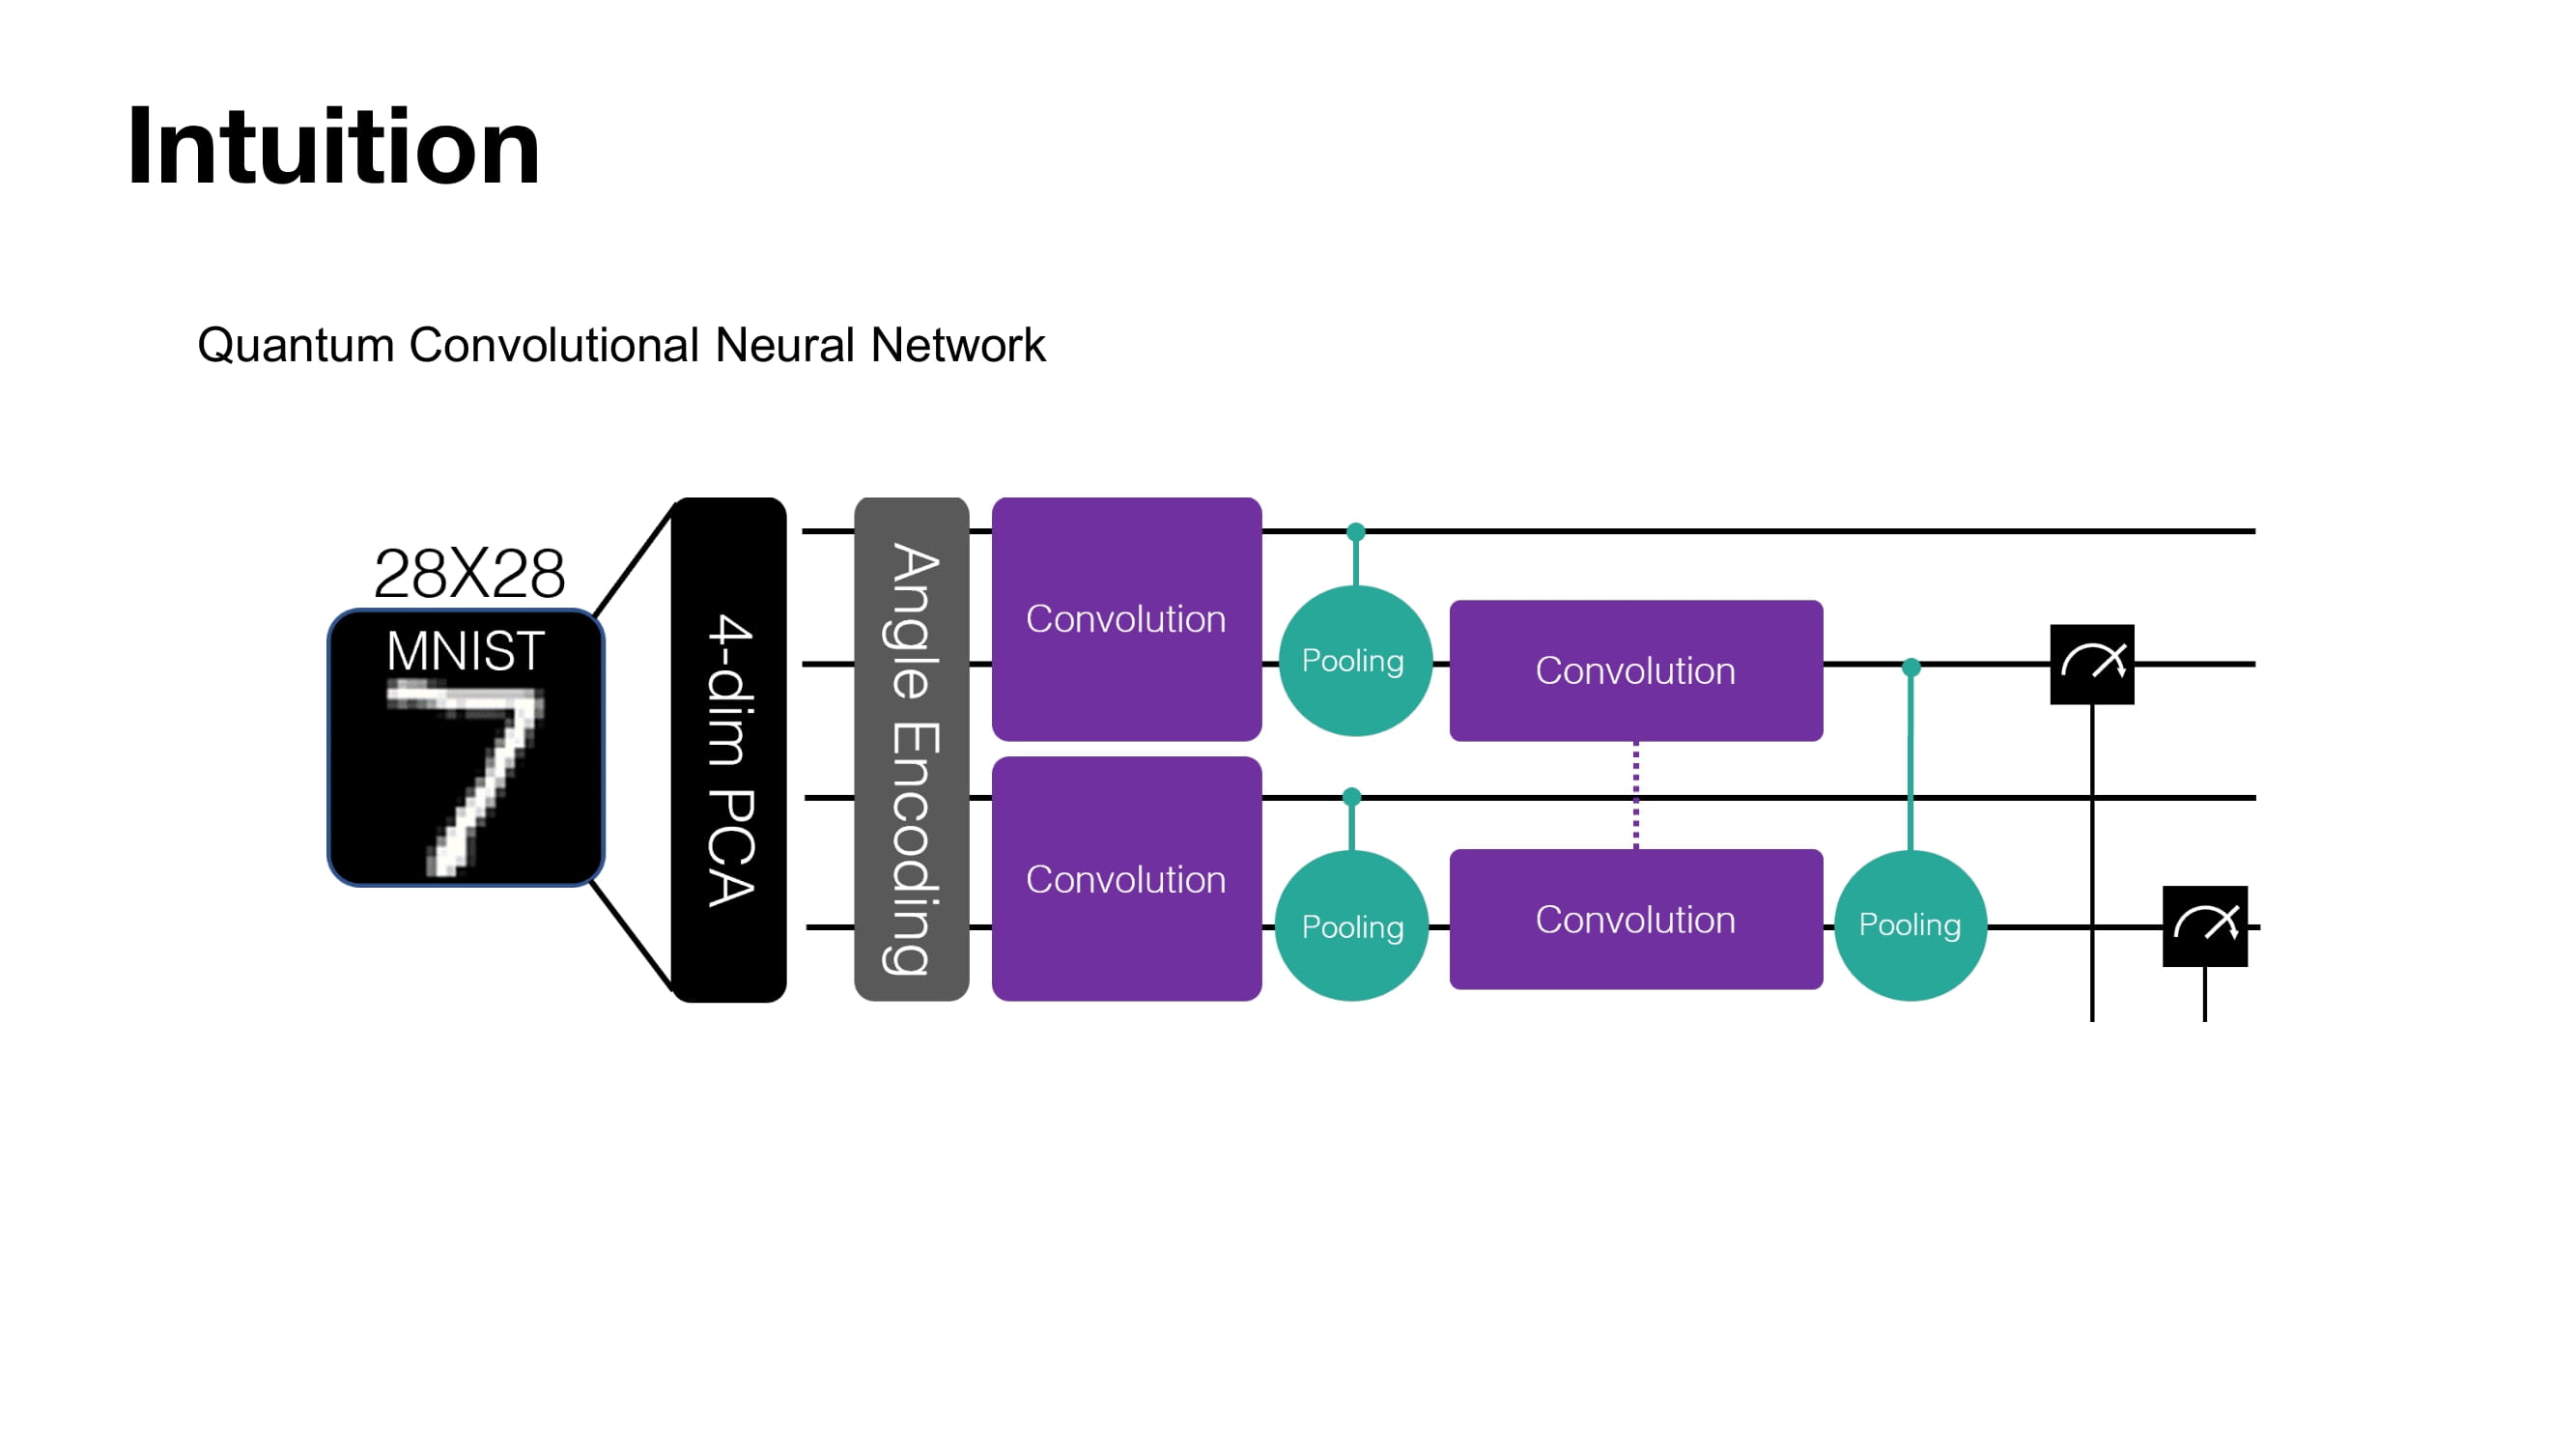 Intuition
Quantum Convolutional Neural Network
28X28
MNIST
4-dim PCA
Angle Encoding
Convolution
Convolution
Pooling
Pooling
Convolution
Convolution
Pooling